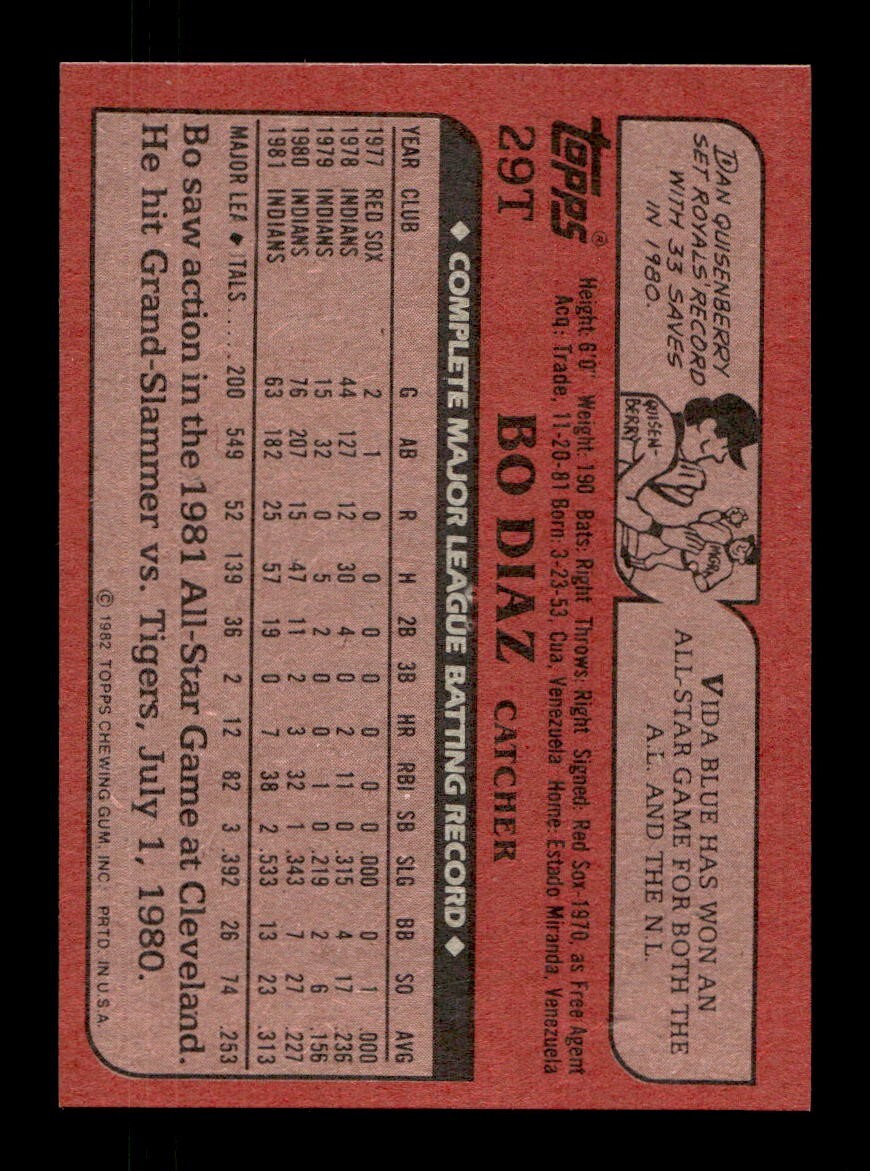 DAN QUISENBERRY
SET ROYALS' RECORD
WITH 33 SAVES
IN 1980.
QUISEN-
BERRY
VIDA BLUE HAS WON AN
ALL-STAR GAME FOR BOTH THE
A.L. AND THE N.L.
Topps®
29T BO DIAZ CATCHER
Height: 6'0" Weight: 190 Bats: Right Throws: Right Signed: Red Sox-1970, as Free Agent
Acq.: Trade, 11-20-81 Born: 3-23-53, Cua, Venezuela Home: Estado Miranda, Venezuela
◆ COMPLETE MAJOR LEAGUE BATTING RECORD ◆
YEAR CLUB G AB R H 2B 3B HR RBI SB SLG BB SO AVG
1977 RED SOX 2 1 0 0 0 0 0 0 0 .000 0 1 .000
1978 INDIANS 44 127 12 30 4 0 2 11 0 .315 4 17 .236
1979 INDIANS 15 32 0 5 2 0 0 1 0 .219 2 6 .156
1980 INDIANS 76 207 15 47 11 2 3 32 1 .343 7 27 .227
1981 INDIANS 63 182 25 57 19 0 7 38 2 .533 13 23 .313
MAJOR LEA ◆ TALS..... 200 549 52 139 36 2 12 82 3 .392 26 74 .253
Bo saw action in the 1981 All-Star Game at Cleveland.
He hit Grand-Slammer vs. Tigers, July 1, 1980.
© 1982 TOPPS CHEWING GUM, INC. PRTD. IN U.S.A.